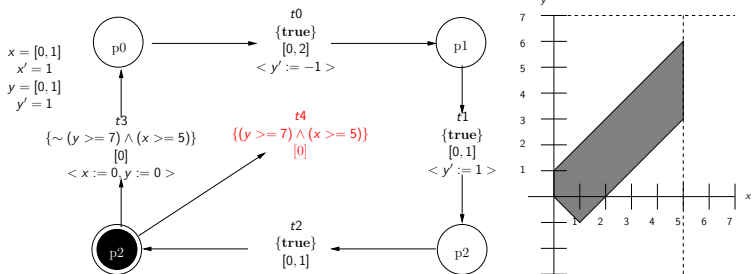 x = [0, 1]
x′ = 1
y = [0, 1]
y′ = 1
p0
t0
{true}
[0, 2]
< y′ := −1 >
p1
t3
{∼ (y >= 7) ∧ (x >= 5)}
[0]
< x := 0, y := 0 >
t4
{(y >= 7) ∧ (x >= 5)}
[0]
t1
{true}
[0, 1]
< y′ := 1 >
p2
t2
{true}
[0, 1]
p2
y
7
6
5
4
3
2
1
1 2 3 4 5 6 7
x